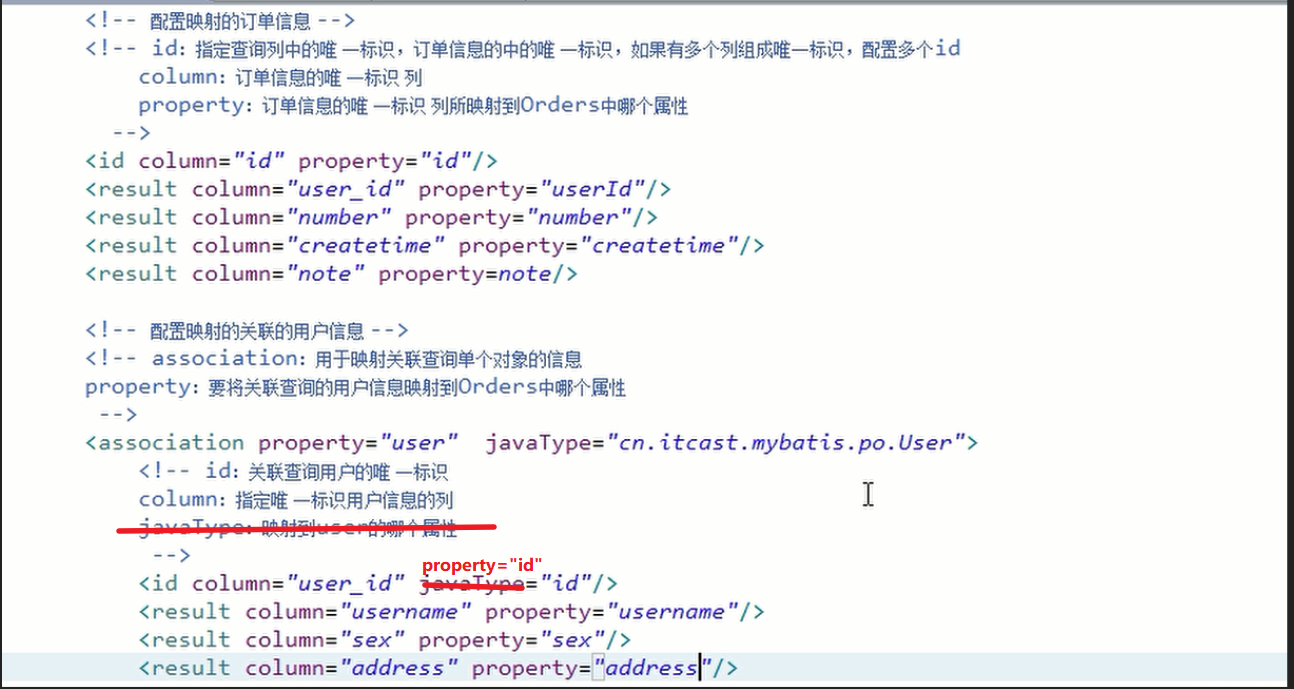 <!-- 配置映射的订单信息 -->
<!-- id：指定查询列中的唯 一标识，订单信息的中的唯 一标识，如果有多个列组成唯一标识，配置多个id
column：订单信息的唯 一标识 列
property：订单信息的唯 一标识 列所映射到Orders中哪个属性
-->
<id column="id" property="id"/>
<result column="user_id" property="userId"/>
<result column="number" property="number"/>
<result column="createtime" property="createtime"/>
<result column="note" property=note/>
<!-- 配置映射的关联的用户信息 -->
<!-- association：用于映射关联查询单个对象的信息
property：要将关联查询的用户信息映射到Orders中哪个属性
-->
<association property="user" javaType="cn.itcast.mybatis.po.User">
<!-- id：关联查询用户的唯 一标识
column：指定唯 一标识用户信息的列
javaType：映射到user的哪个属性
-->
property="id"
<id column="user_id" javaType="id"/>
<result column="username" property="username"/>
<result column="sex" property="sex"/>
<result column="address" property="address"/>